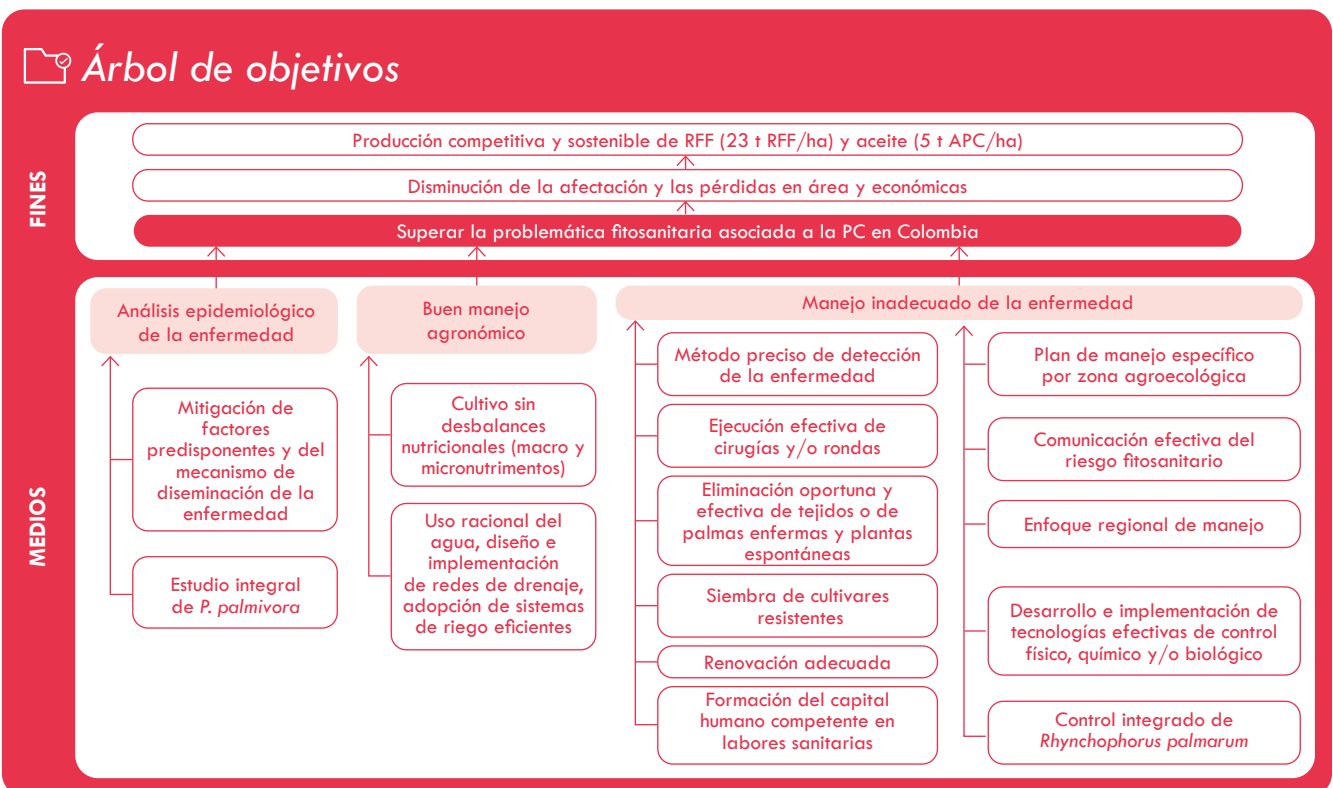 Árbol de objetivos
FINES
Producción competitiva y sostenible de RFF (23 t RFF/ha) y aceite (5 t APC/ha)
Disminución de la afectación y las pérdidas en área y económicas
Superar la problemática fitosanitaria asociada a la PC en Colombia
MEDIOS
Análisis epidemiológico
de la enfermedad
Mitigación de
factores
predisponentes y del
mecanismo de
diseminación de la
enfermedad
Estudio integral
de P. palmivora
Buen manejo
agronómico
Cultivo sin
desbalances
nutricionales (macro y
micronutrimentos)
Uso racional del
agua, diseño e
implementación
de redes de drenaje,
adopción de sistemas
de riego eficientes
Manejo inadecuado de la enfermedad
Método preciso de detección
de la enfermedad
Ejecución efectiva de
cirugías y/o rondas
Eliminación oportuna y
efectiva de tejidos o de
palmas enfermas y plantas
espontáneas
Siembra de cultivares
resistentes
Renovación adecuada
Formación del capital
humano competente en
labores sanitarias
Plan de manejo específico
por zona agroecológica
Comunicación efectiva del
riesgo fitosanitario
Enfoque regional de manejo
Desarrollo e implementación de
tecnologías efectivas de control
físico, químico y/o biológico
Control integrado de
Rhynchophorus palmarum